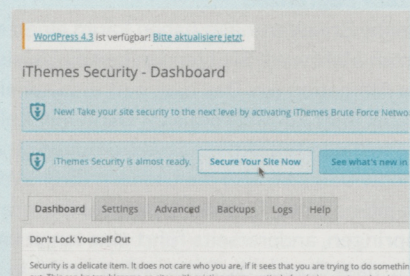 WordPress 4.3 ist verfügbar! Bitte aktualisiere jetzt.
iThemes Security - Dashboard
New! Take your site security to the next level by activating iThemes Brute Force
iThemes Security is almost ready. Secure Your Site Now See what's new in
Dashboard Settings Advanced Backups Logs Help
Don't Lock Yourself Out
Security is a delicate item. It does not care who you are, if it sees that you are trying to do